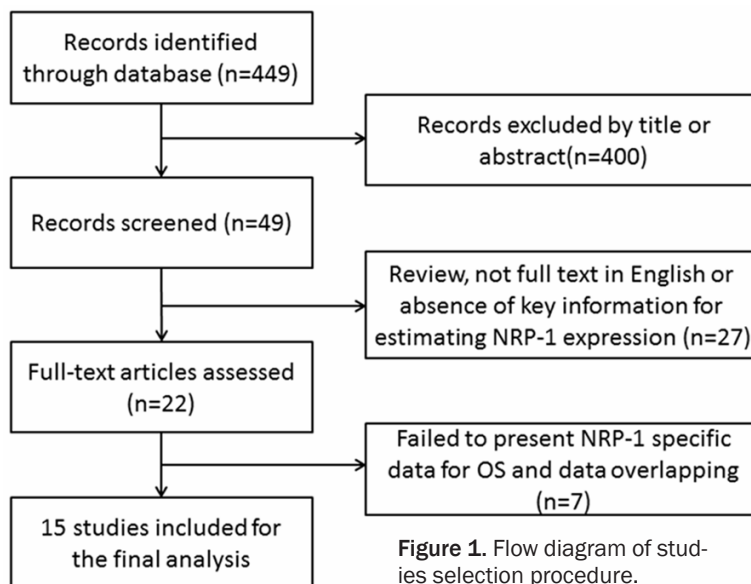 Records identified
through database (n=449)
Records excluded by title or
abstract(n=400)
Records screened (n=49)
Review, not full text in English or
absence of key information for
estimating NRP-1 expression (n=27)
Full-text articles assessed
(n=22)
Failed to present NRP-1 specific
data for OS and data overlapping
(n=7)
15 studies included for
the final analysis
Figure 1. Flow diagram of stud-
ies selection procedure.